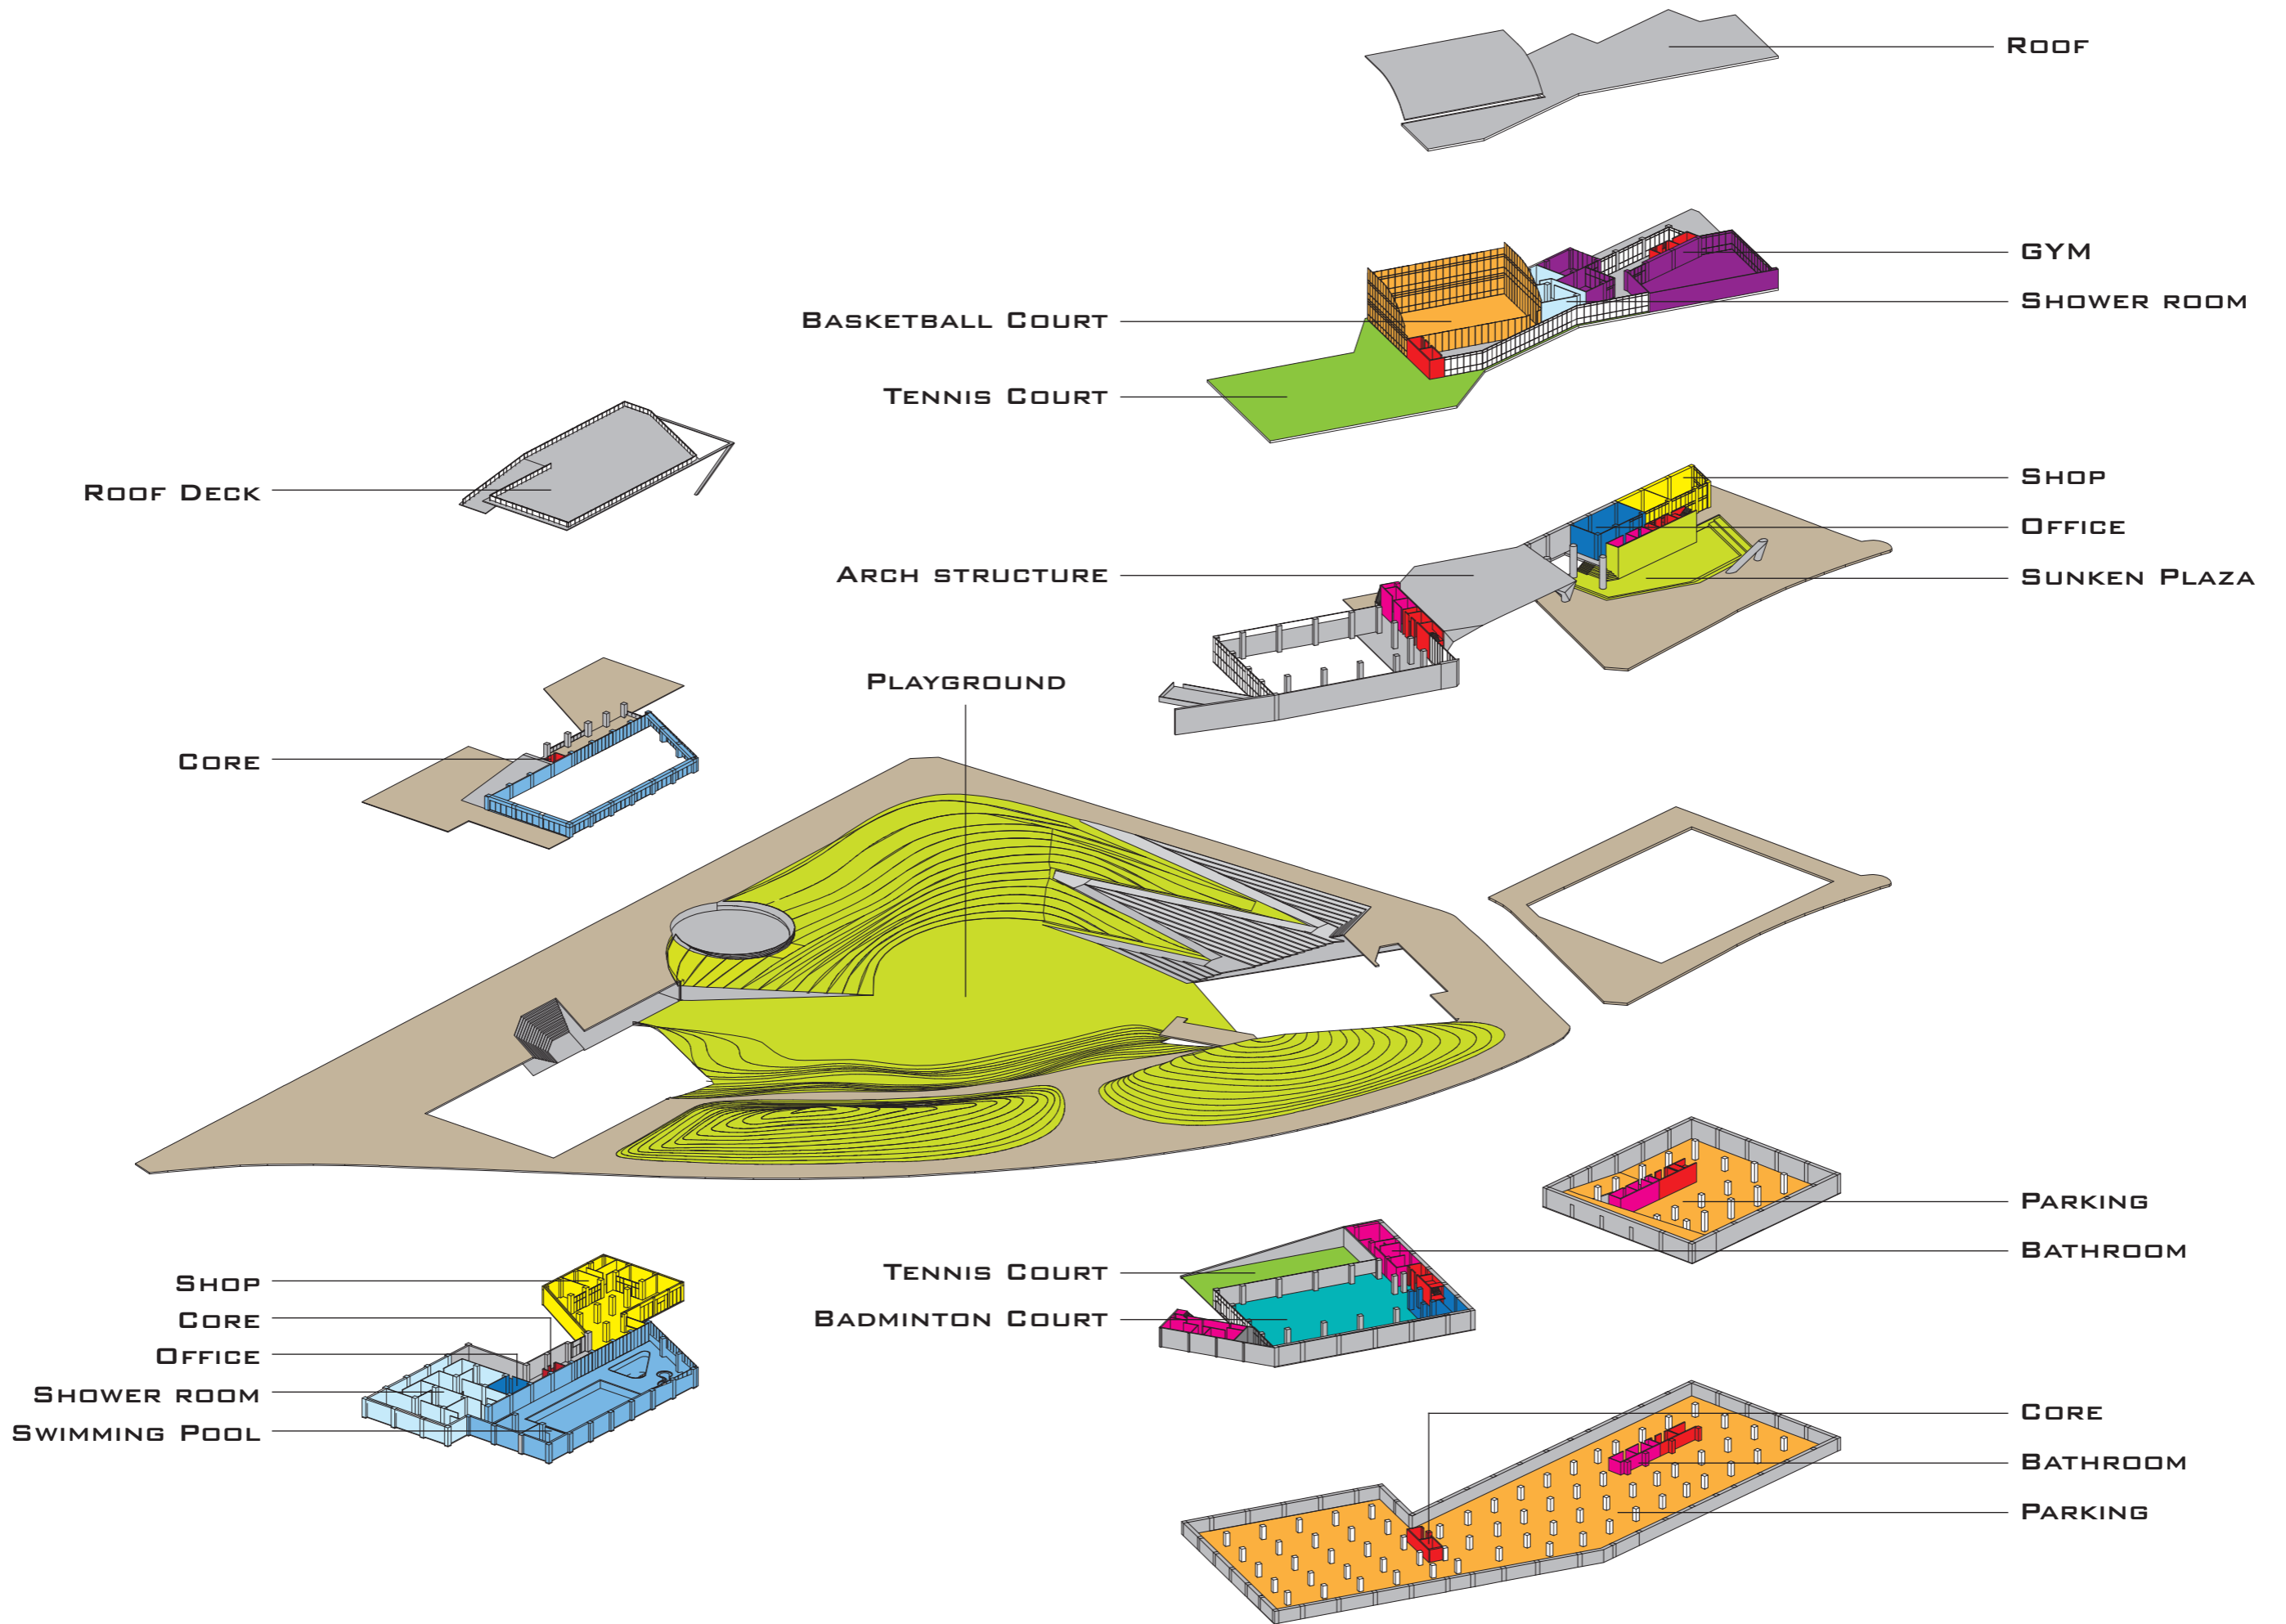 ROOF
GYM
SHOWER ROOM
BASKETBALL COURT
TENNIS COURT
SHOP
ROOF DECK
OFFICE
ARCH STRUCTURE
SUNKEN PLAZA
PLAYGROUND
CORE
PARKING
BATHROOM
TENNIS COURT
SHOP
BADMINTON COURT
CORE
OFFICE
SHOWER ROOM
SWIMMING POOL
CORE
BATHROOM
PARKING